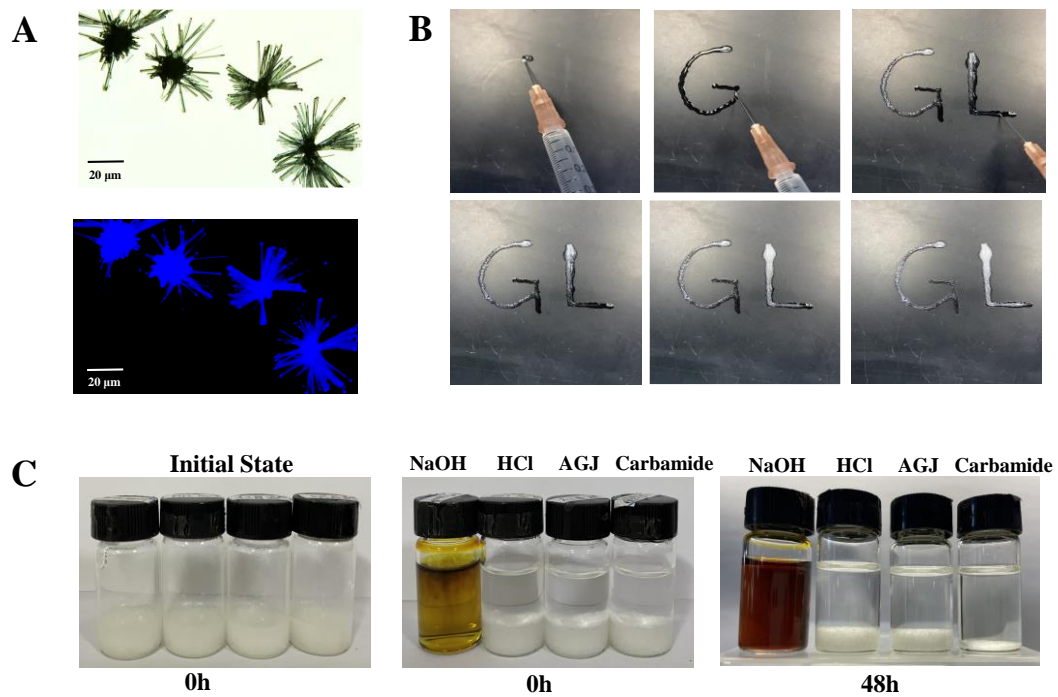 A
20 μm
20 μm
B
G
G L
G L
G L
G L
C
Initial State
0h
NaOH HCl AGJ Carbamide
0h
NaOH HCl AGJ Carbamide
48h